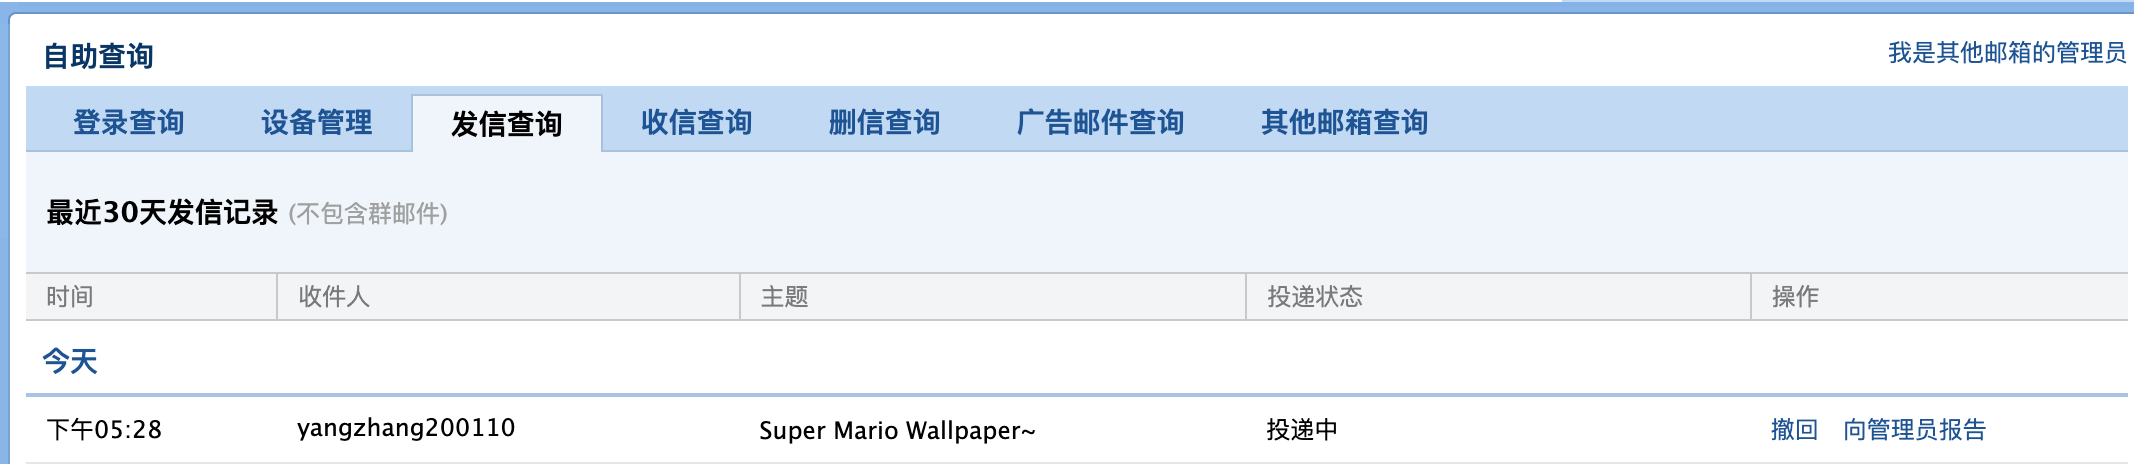 自助查询
我是其他邮箱的管理员
登录查询 设备管理 发信查询 收信查询 删信查询 广告邮件查询 其他邮箱查询
最近30天发信记录 (不包含群邮件)
时间 收件人 主题 投递状态 操作
今天
下午05:28 yangzhang200110 Super Mario Wallpaper~ 投递中 撤回 向管理员报告